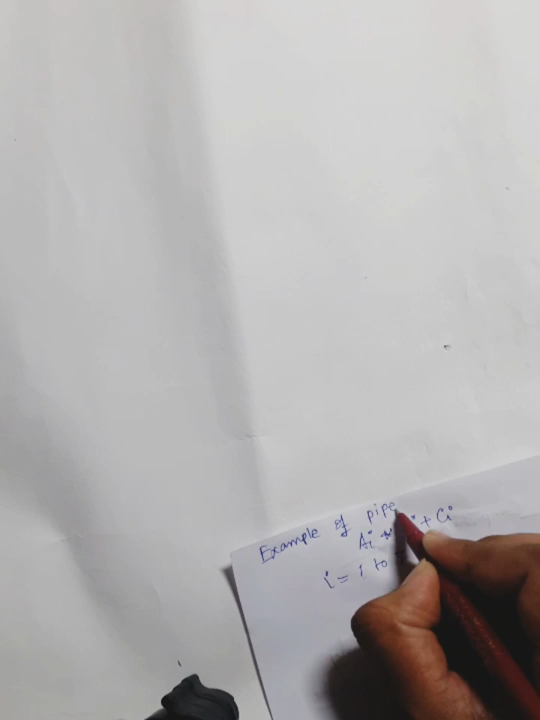 Example of pipe
Ai * + Ci
i = 1 to